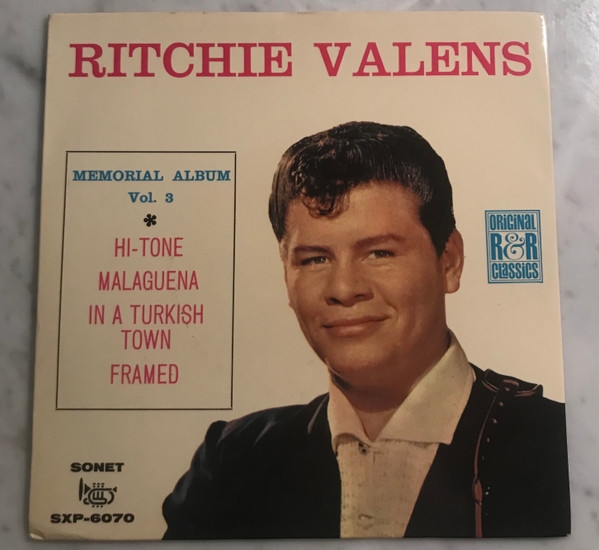 RITCHIE VALENS
MEMORIAL ALBUM
Vol. 3
*
HI-TONE
MALAGUENA
IN A TURKISH
TOWN
FRAMED
ORIGINAL
R&R
CLASSICS
SONET
SXP-6070